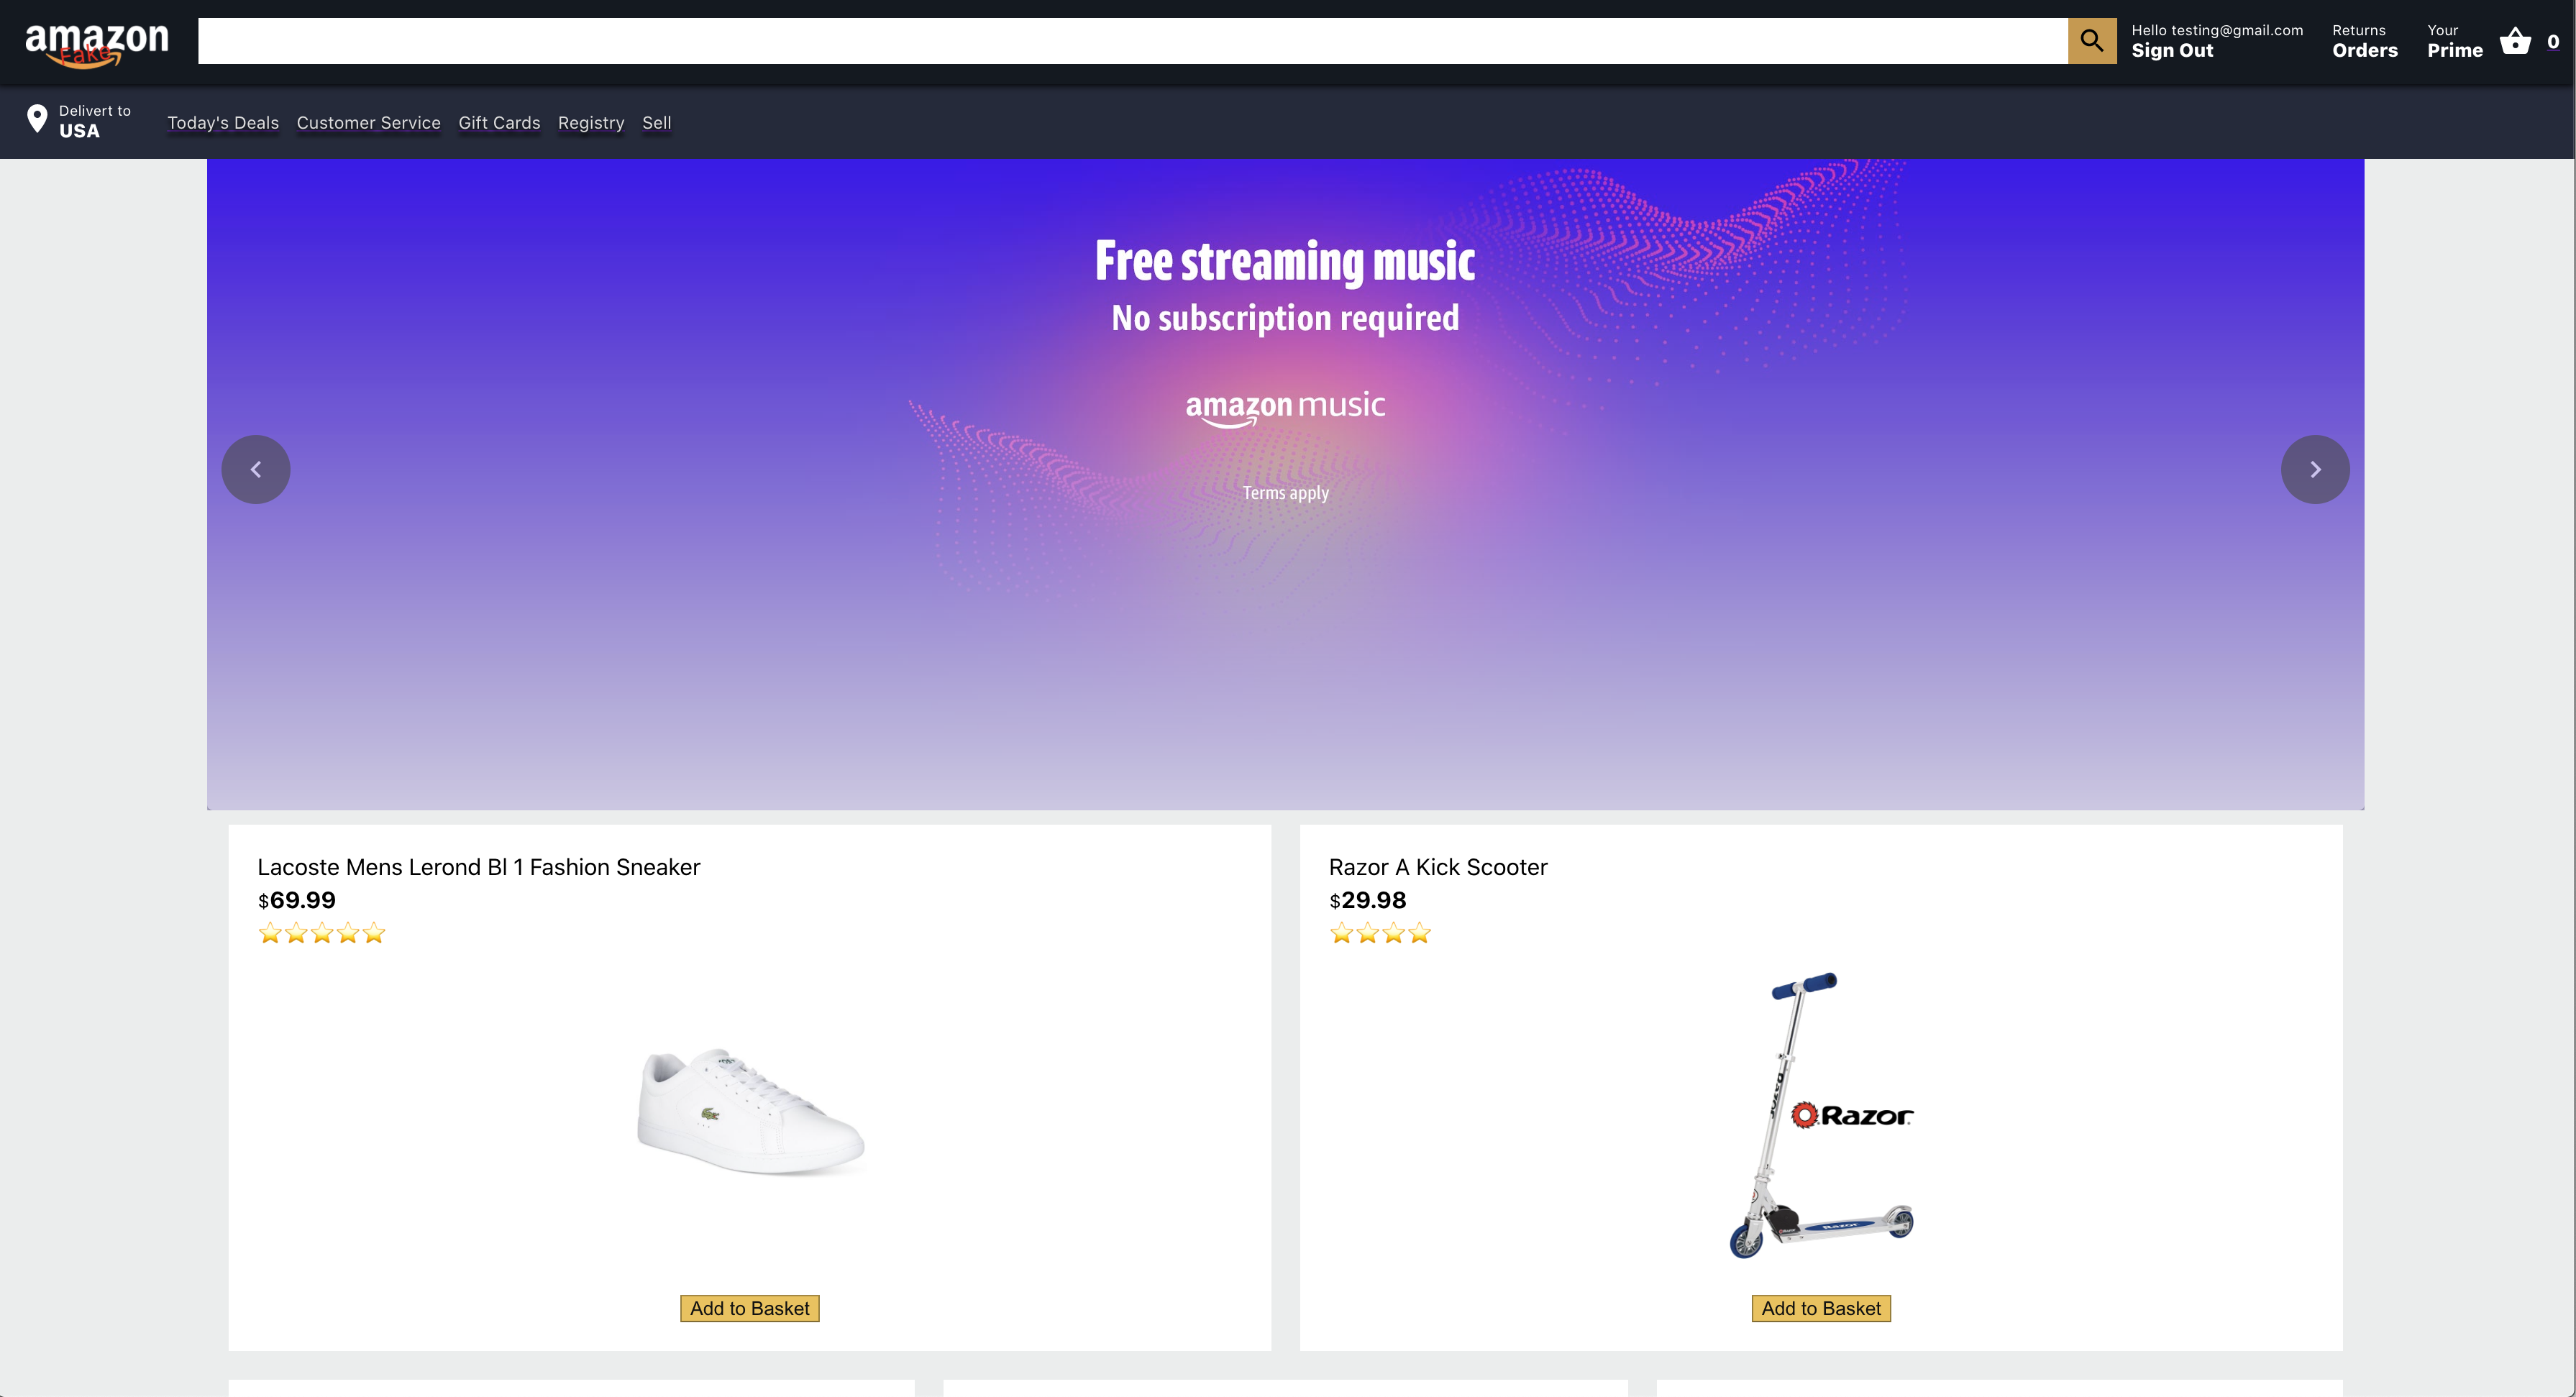 amazon
Fake
Hello testing@gmail.com
Sign Out
Returns
Orders
Your
Prime
0
Delivert to
USA
Today's Deals Customer Service Gift Cards Registry Sell
Free streaming music
No subscription required
amazon music
Terms apply
Lacoste Mens Lerond Bl 1 Fashion Sneaker
$69.99
Razor A Kick Scooter
$29.98
RAZOR
Razor
Razor
Add to Basket
Add to Basket